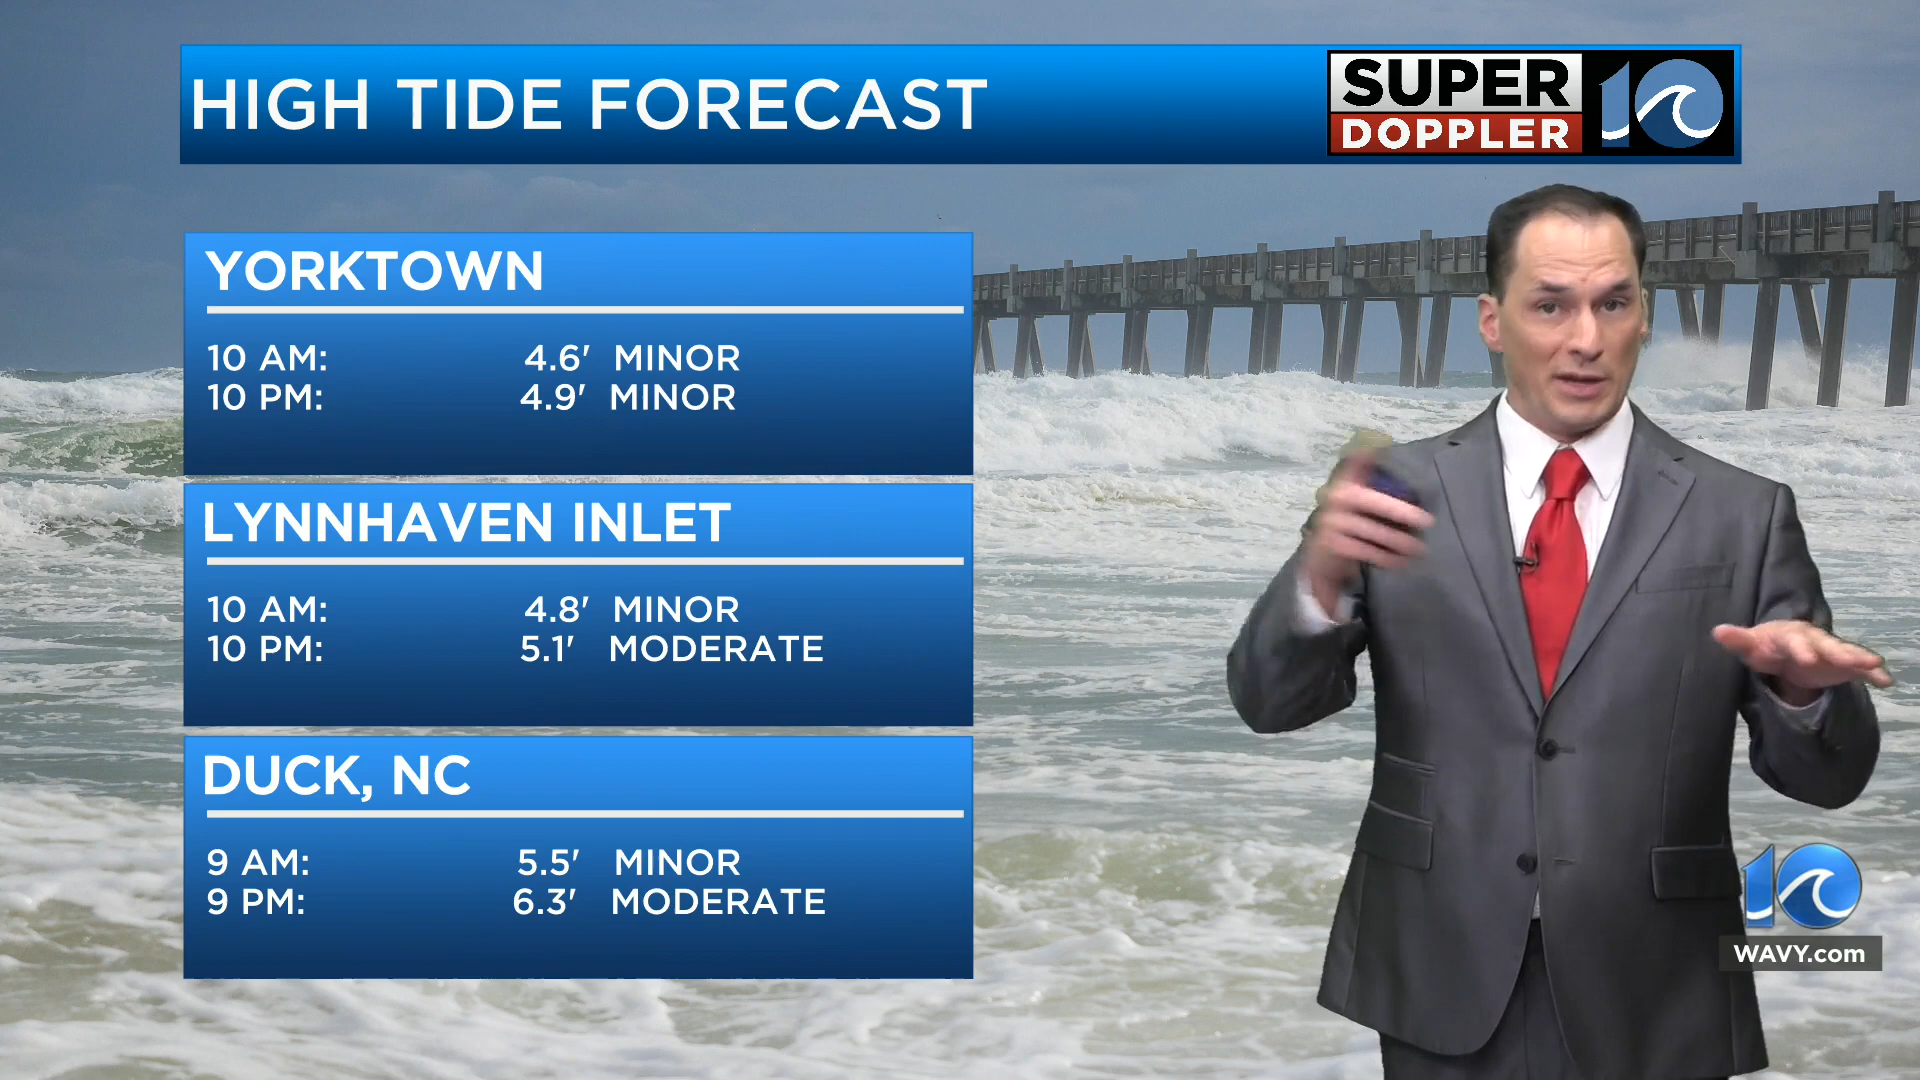 HIGH TIDE FORECAST
SUPER
DOPPLER
10
YORKTOWN
10 AM: 4.6' MINOR
10 PM: 4.9' MINOR
LYNNHAVEN INLET
10 AM: 4.8' MINOR
10 PM: 5.1' MODERATE
DUCK, NC
9 AM: 5.5' MINOR
9 PM: 6.3' MODERATE
10
WAVY.com